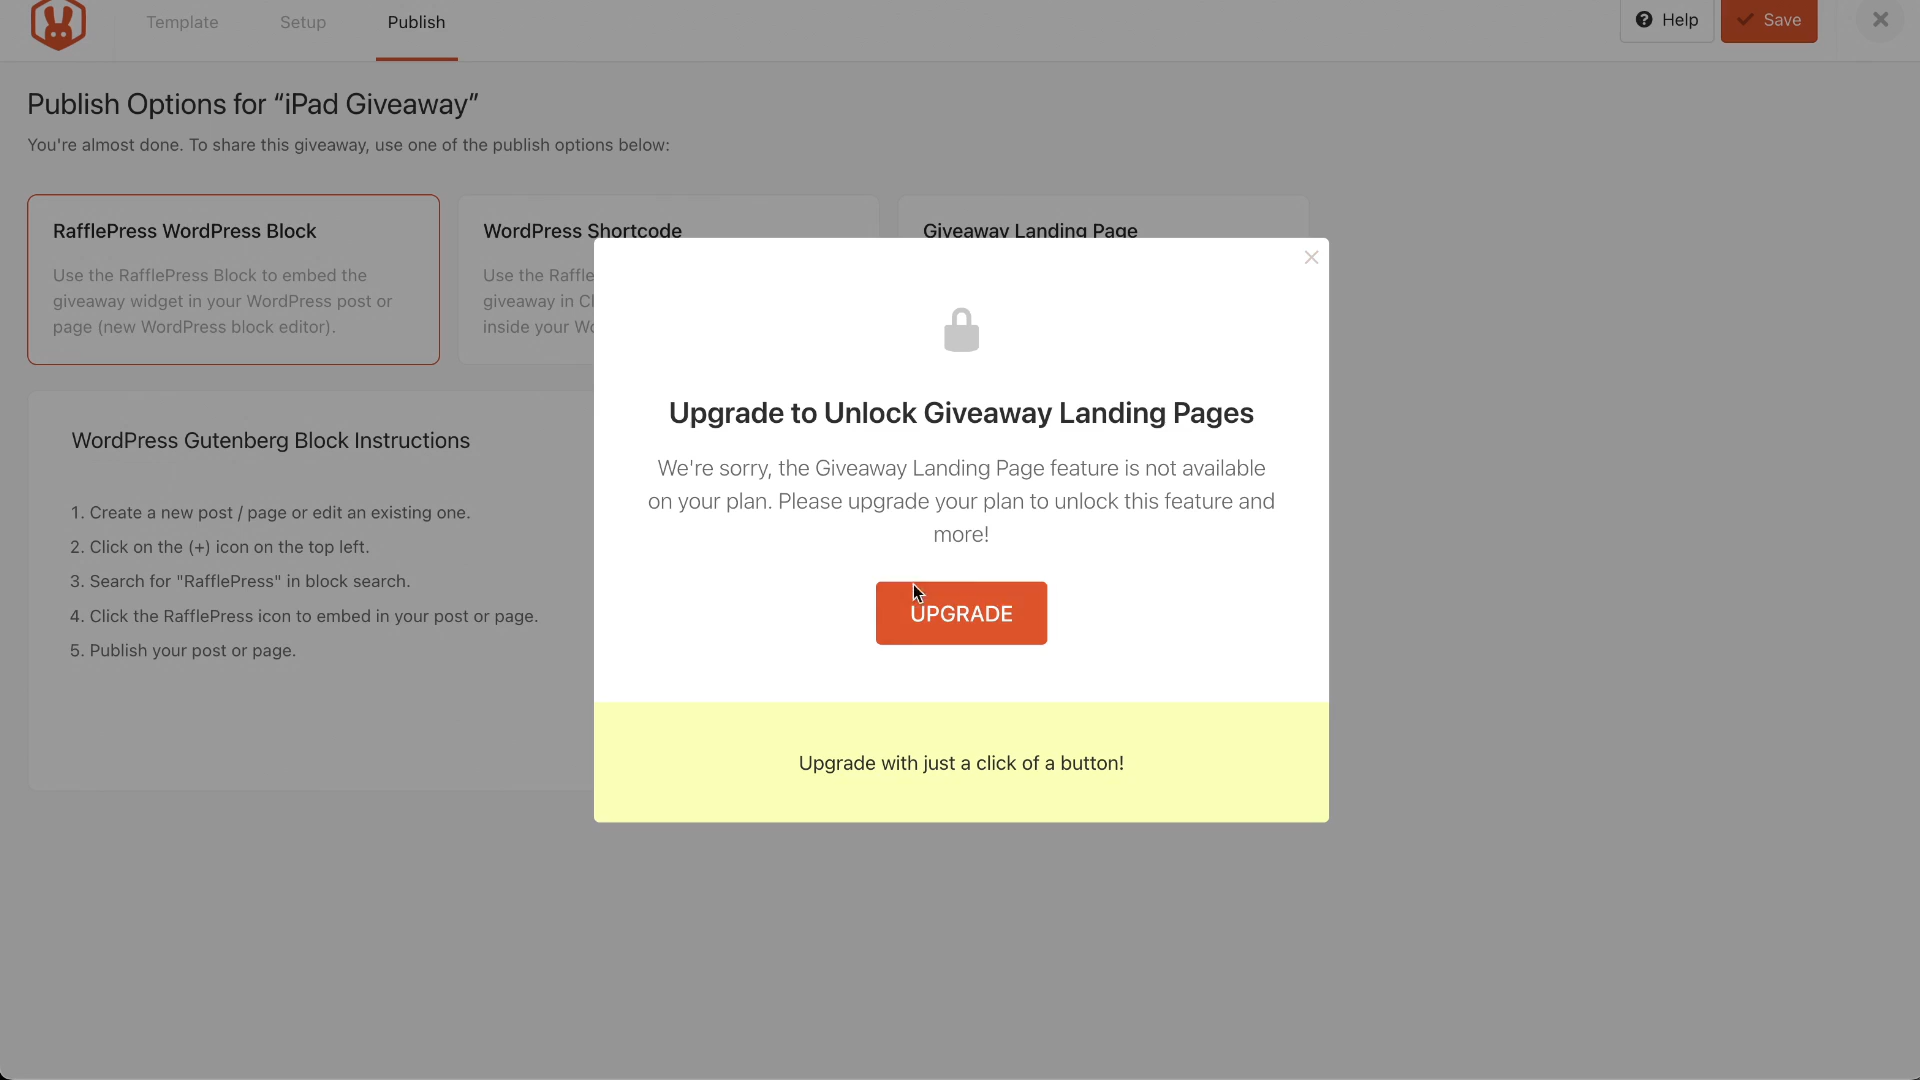 Template
Setup
Publish
Help
Save
Publish Options for “iPad Giveaway”
You're almost done. To share this giveaway, use one of the publish options below:
RafflePress WordPress Block
Use the RafflePress Block to embed the
giveaway widget in your WordPress post or
page (new WordPress block editor).
WordPress Shortcode
Use the Raffle
giveaway in Cl
inside your Wo
Giveaway Landing Page
WordPress Gutenberg Block Instructions
1. Create a new post / page or edit an existing one.
2. Click on the (+) icon on the top left.
3. Search for "RafflePress" in block search.
4. Click the RafflePress icon to embed in your post or page.
5. Publish your post or page.
Upgrade to Unlock Giveaway Landing Pages
We're sorry, the Giveaway Landing Page feature is not available
on your plan. Please upgrade your plan to unlock this feature and
more!
UPGRADE
Upgrade with just a click of a button!